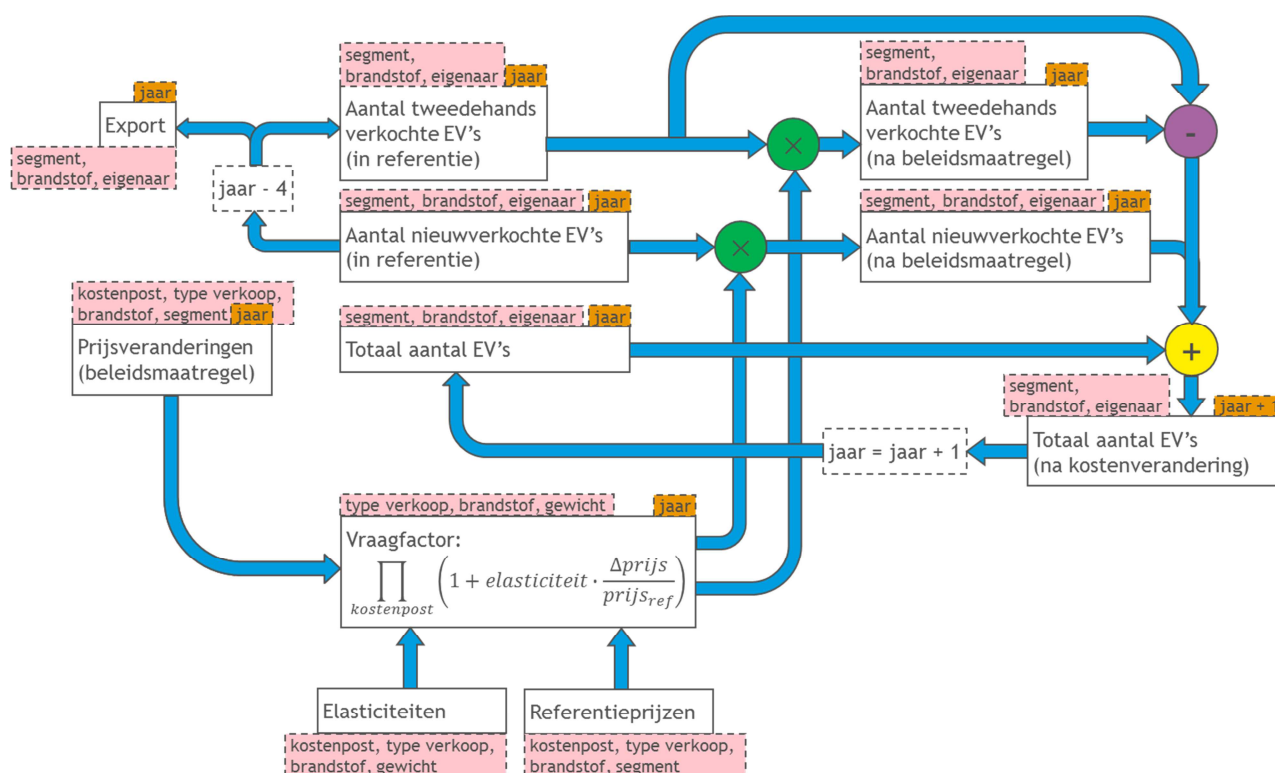 segment,
brandstof, eigenaar
jaar
Aantal tweedehands
verkochte EV's
(in referentie)
segment,
brandstof, eigenaar
jaar
Aantal tweedehands
verkochte EV's
(na beleidsmaatregel)
-
×
jaar
Export
segment,
brandstof, eigenaar
jaar - 4
segment, brandstof, eigenaar
jaar
Aantal nieuwverkochte EV's
(in referentie)
×
segment, brandstof, eigenaar
jaar
Aantal nieuwverkochte EV's
(na beleidsmaatregel)
kostenpost, type verkoop,
brandstof, segment
jaar
Prijsveranderingen
(beleidsmaatregel)
segment, brandstof, eigenaar
jaar
Totaal aantal EV's
+
segment,
brandstof, eigenaar
jaar + 1
Totaal aantal EV's
(na kostenverandering)
jaar = jaar + 1
type verkoop, brandstof, gewicht
jaar
Vraagfactor:
∏ kostenpost (1 + elasticiteit · Δprijs / prijs_ref)
Elasticiteiten
kostenpost, type verkoop,
brandstof, gewicht
Referentieprijzen
kostenpost, type verkoop,
brandstof, segment